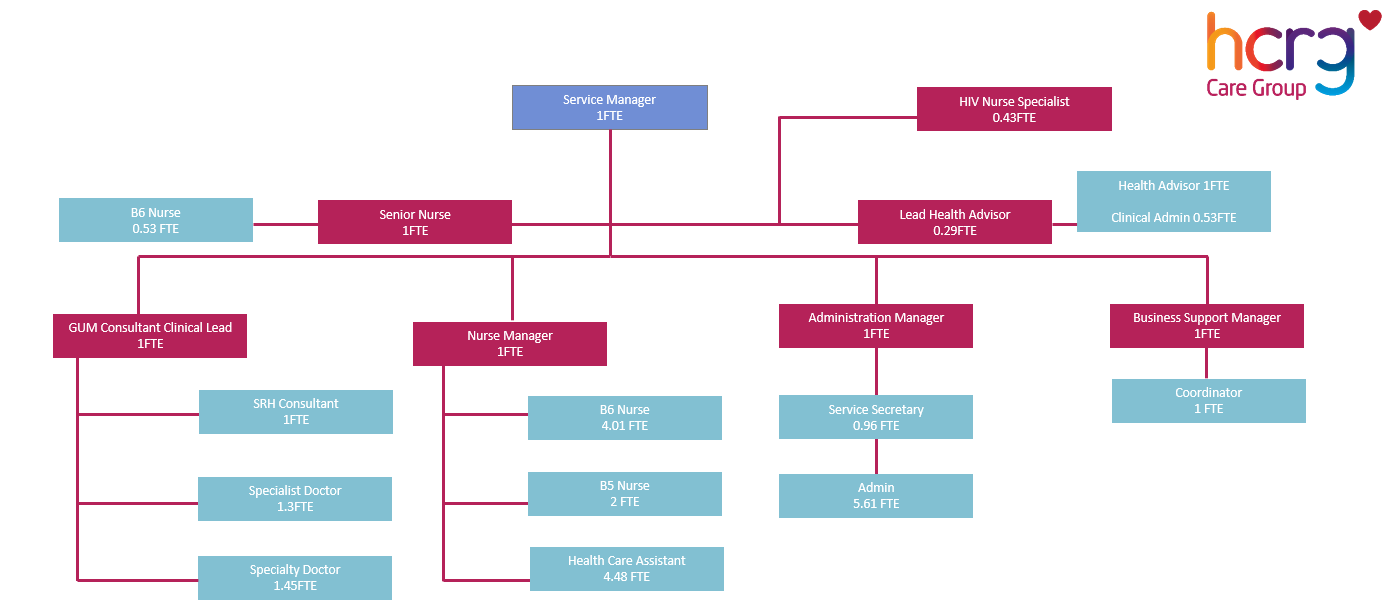 hcrg
Care Group
Service Manager
1FTE
HIV Nurse Specialist
0.43FTE
B6 Nurse
0.53 FTE
Senior Nurse
1FTE
Lead Health Advisor
0.29FTE
Health Advisor 1FTE
Clinical Admin 0.53FTE
GUM Consultant Clinical Lead
1FTE
Nurse Manager
1FTE
Administration Manager
1FTE
Business Support Manager
1FTE
SRH Consultant
1FTE
Specialist Doctor
1.3FTE
Specialty Doctor
1.45FTE
B6 Nurse
4.01 FTE
B5 Nurse
2 FTE
Health Care Assistant
4.48 FTE
Service Secretary
0.96 FTE
Admin
5.61 FTE
Coordinator
1 FTE